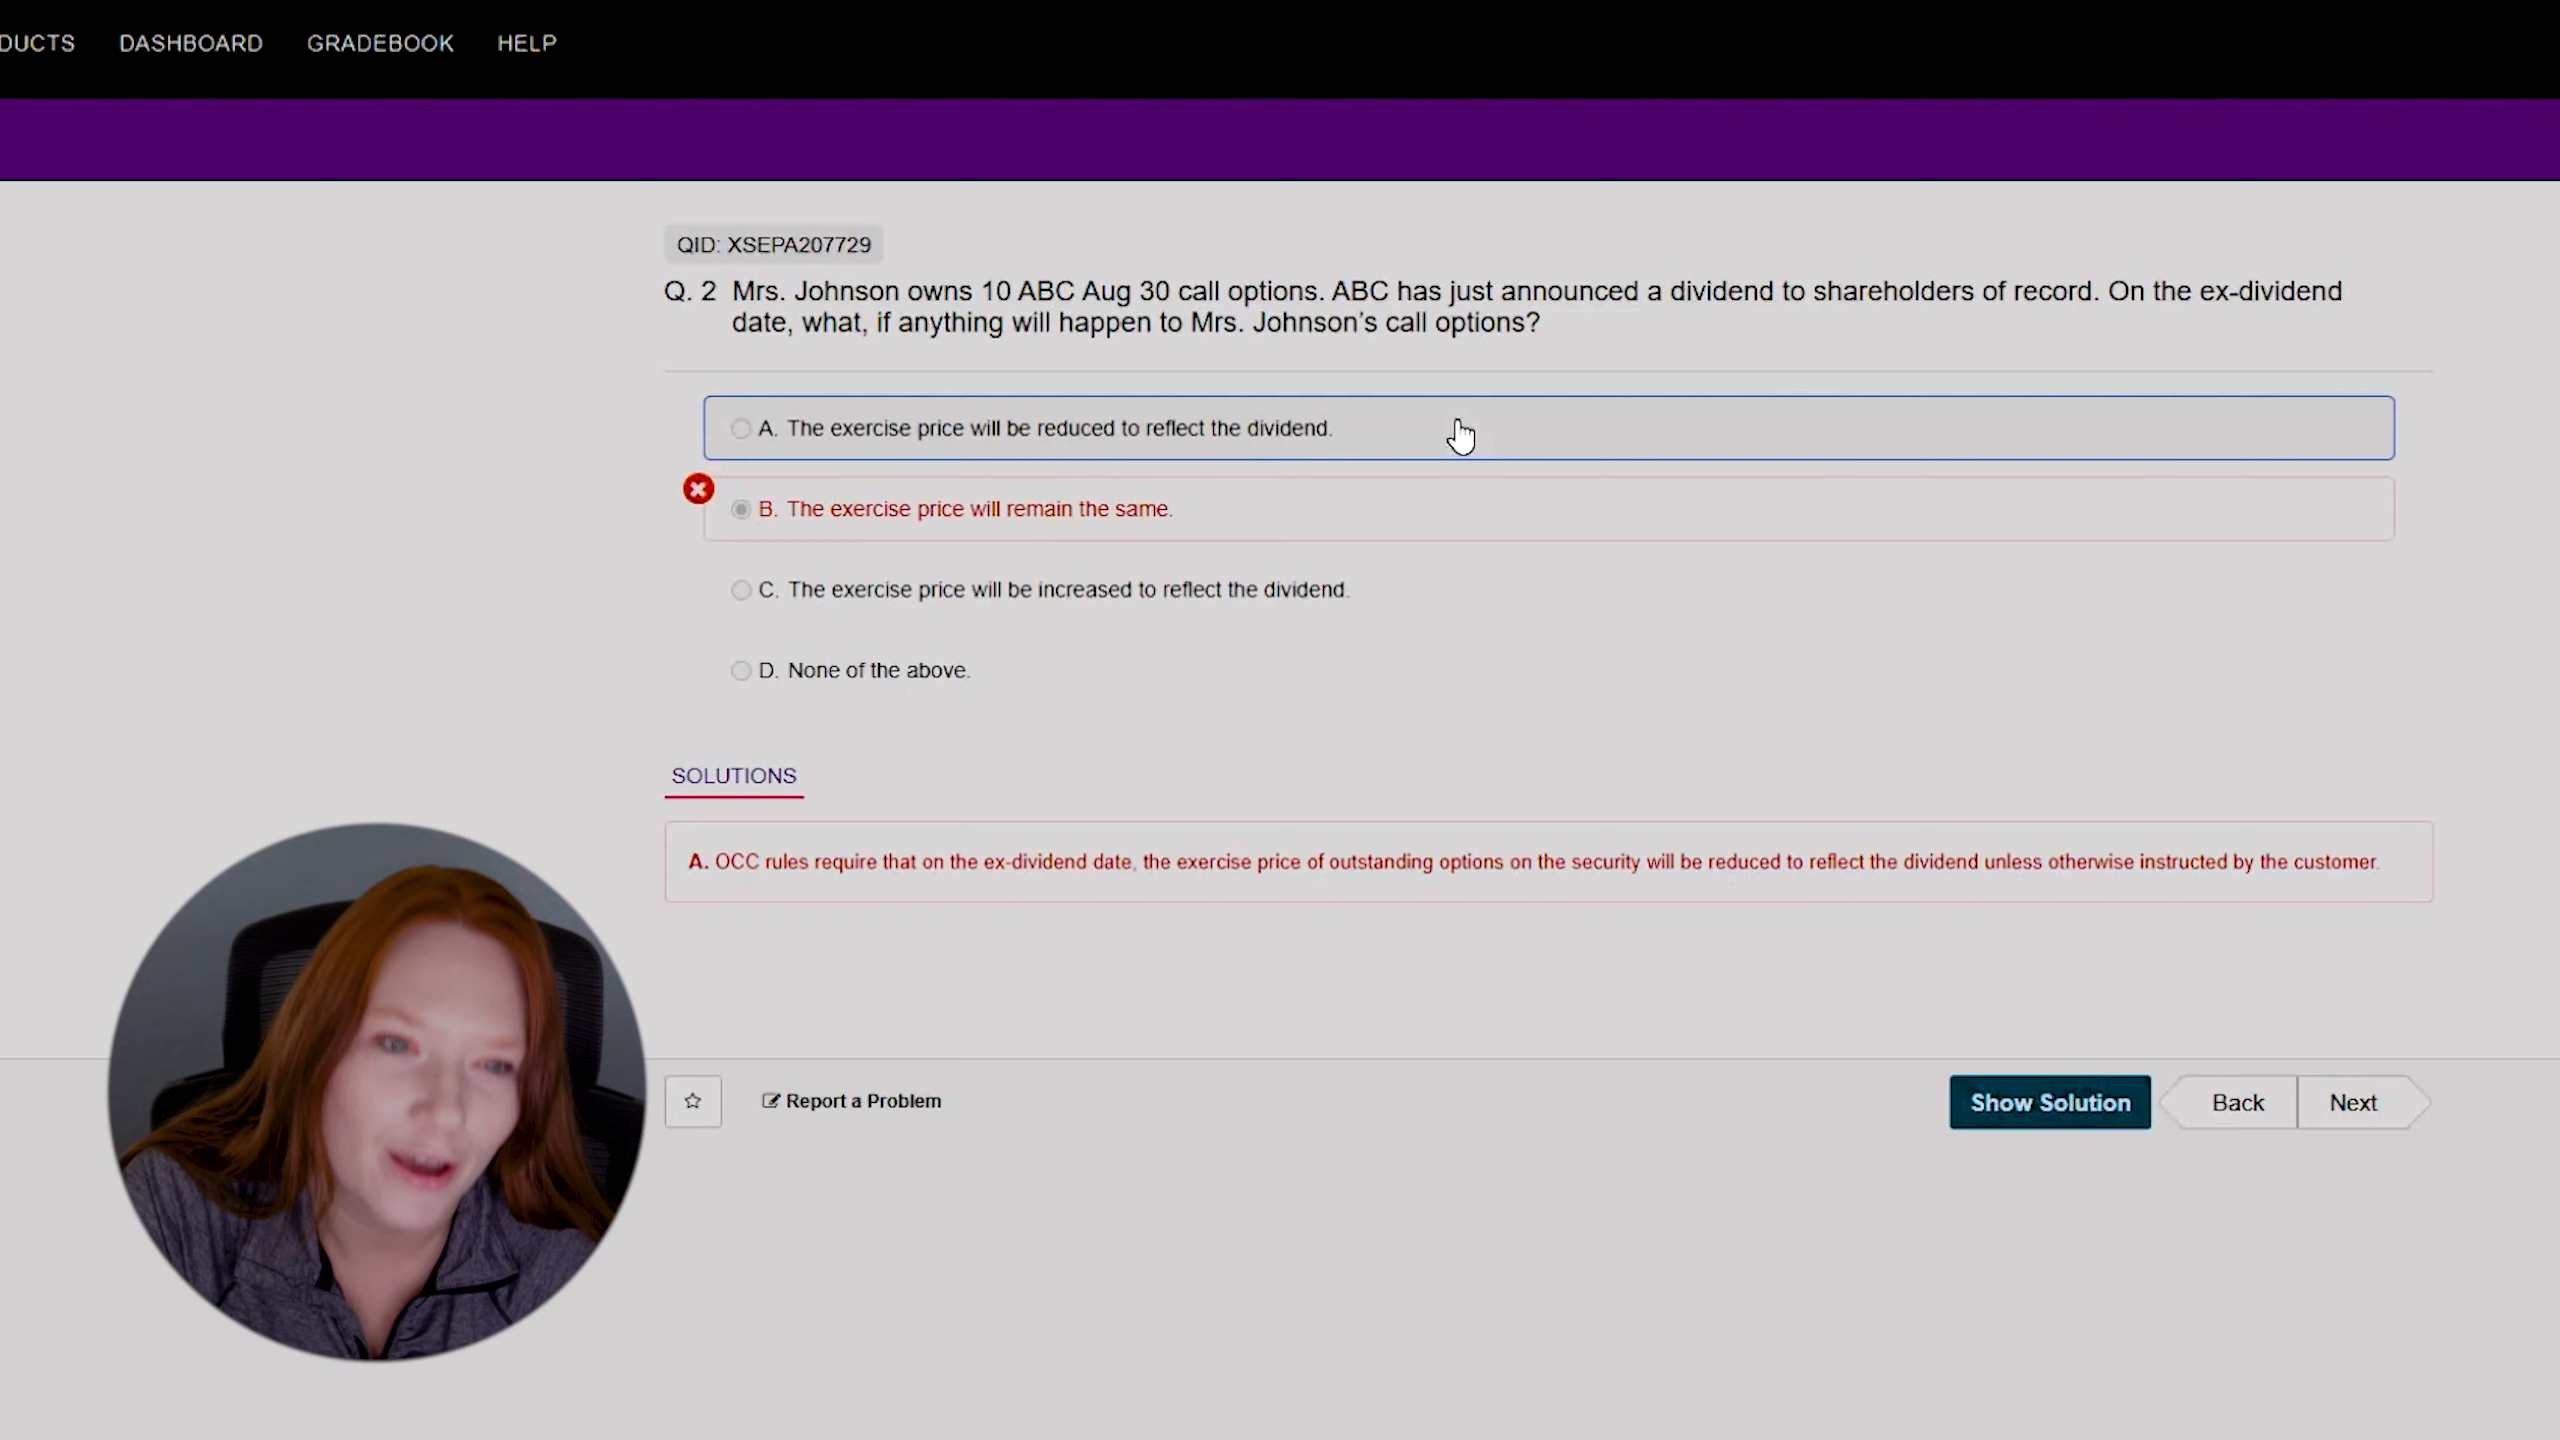 DUCTS DASHBOARD GRADEBOOK HELP
QID: XSEPA207729
Q. 2 Mrs. Johnson owns 10 ABC Aug 30 call options. ABC has just announced a dividend to shareholders of record. On the ex-dividend
date, what, if anything will happen to Mrs. Johnson's call options?
A. The exercise price will be reduced to reflect the dividend.
B. The exercise price will remain the same.
C. The exercise price will be increased to reflect the dividend.
D. None of the above.
SOLUTIONS
A. OCC rules require that on the ex-dividend date, the exercise price of outstanding options on the security will be reduced to reflect the dividend unless otherwise instructed by the customer.
Report a Problem
Show Solution
Back
Next